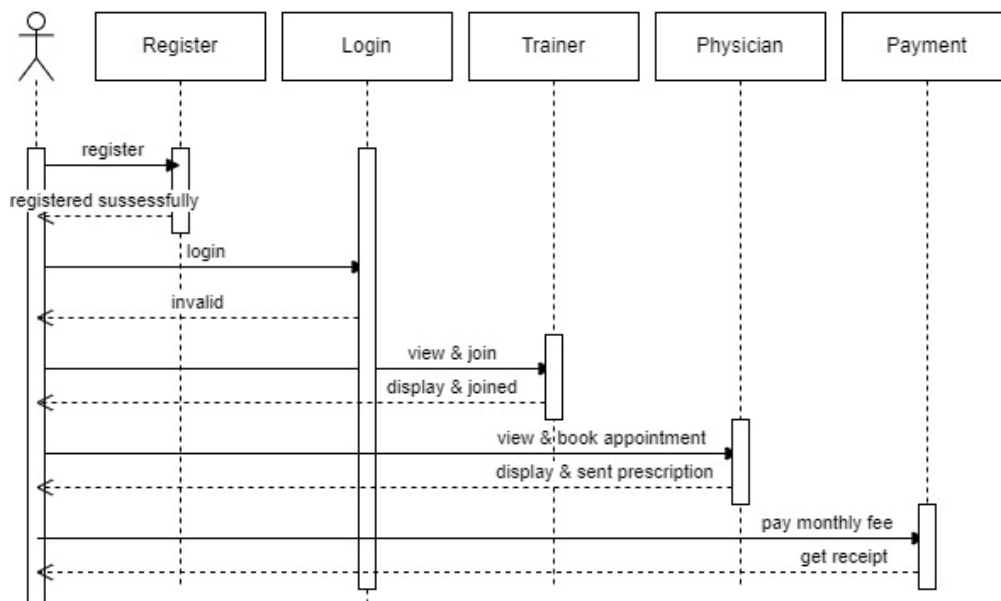 Register
Login
Trainer
Physician
Payment
register
registered sussessfully
login
invalid
view & join
display & joined
view & book appointment
display & sent prescription
pay monthly fee
get receipt